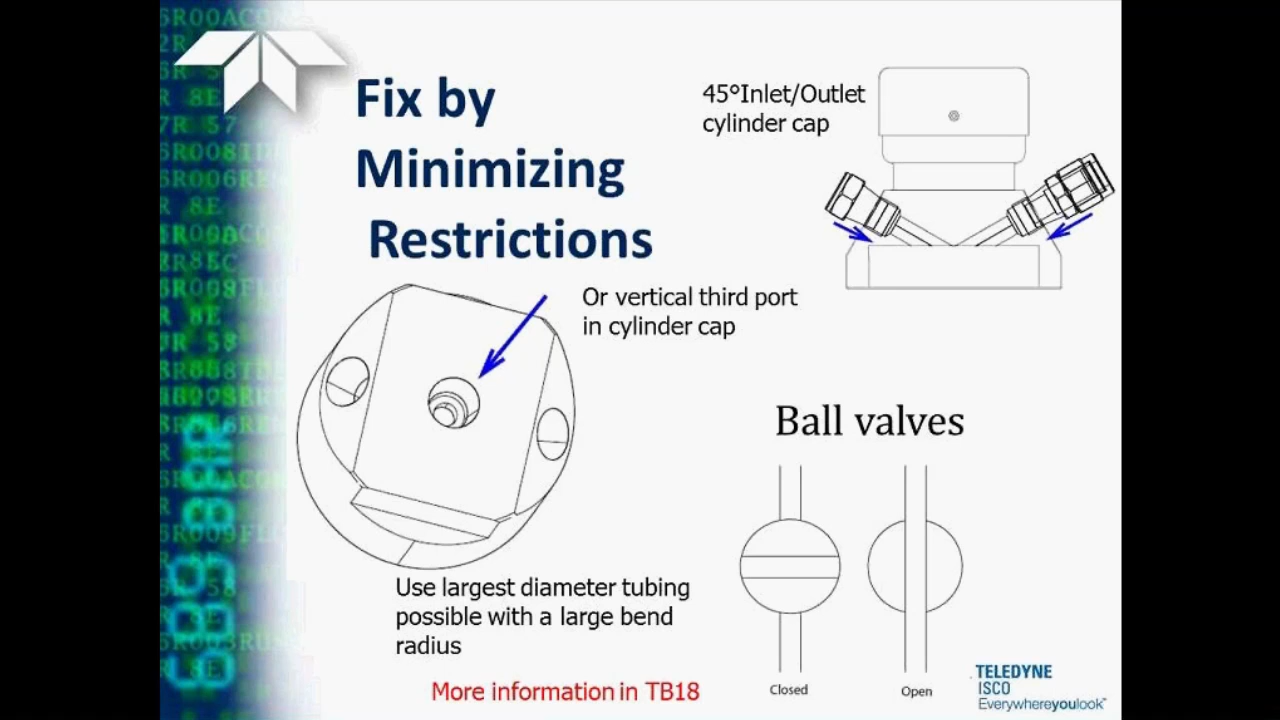 Fix by
Minimizing
Restrictions
45°Inlet/Outlet
cylinder cap
Or vertical third port
in cylinder cap
Ball valves
Use largest diameter tubing
possible with a large bend
radius
Closed
Open
More information in TB18
TELEDYNE
ISCO
Everywhereyoulook™